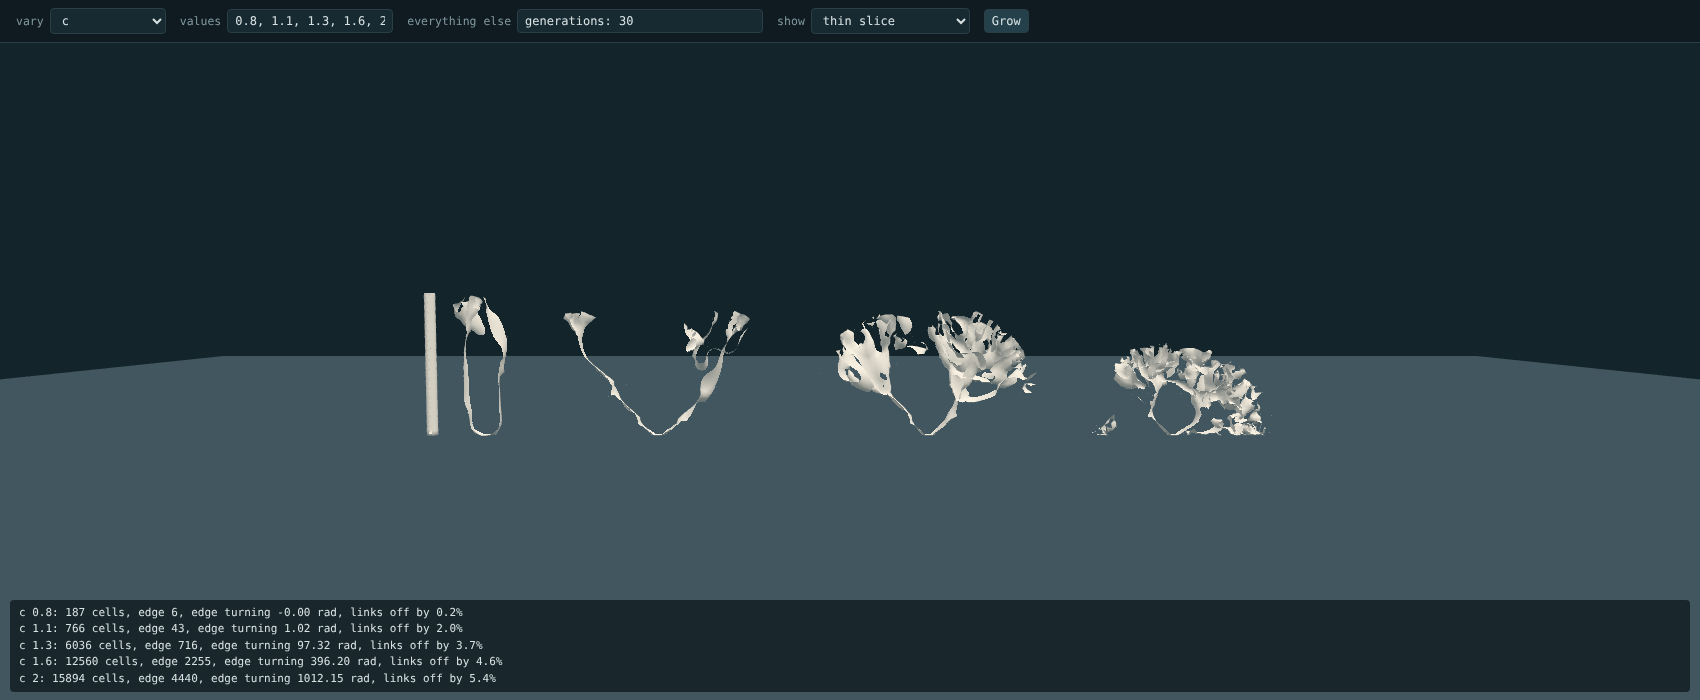 vary c values 0.8, 1.1, 1.3, 1.6, 2 everything else generations: 30 show thin slice Grow
c 0.8: 187 cells, edge 6, edge turning -0.00 rad, links off by 0.2%
c 1.1: 766 cells, edge 43, edge turning 1.02 rad, links off by 2.0%
c 1.3: 6036 cells, edge 716, edge turning 97.32 rad, links off by 3.7%
c 1.6: 12560 cells, edge 2255, edge turning 396.20 rad, links off by 4.6%
c 2: 15894 cells, edge 4440, edge turning 1012.15 rad, links off by 5.4%